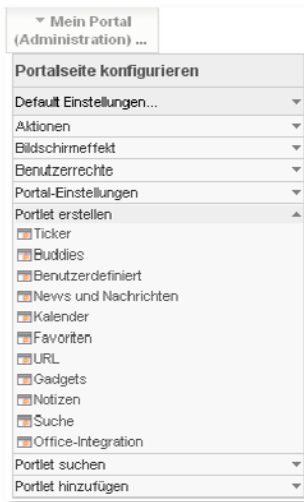 Mein Portal
(Administration) ...
Portalseite konfigurieren
Default Einstellungen...
Aktionen
Bildschirmeffekt
Benutzerrechte
Portal-Einstellungen
Portlet erstellen
Ticker
Buddies
Benutzerdefiniert
News und Nachrichten
Kalender
Favoriten
URL
Gadgets
Notizen
Suche
Office-Integration
Portlet suchen
Portlet hinzufügen